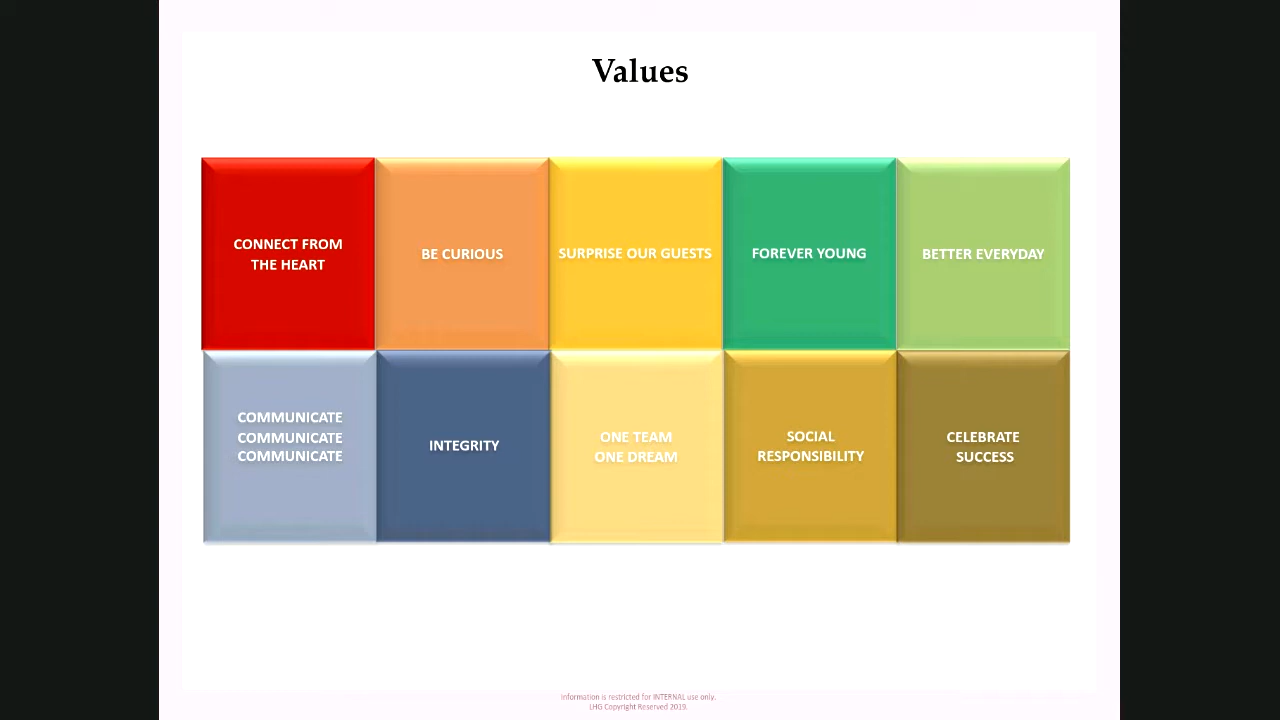 Values
CONNECT FROM
THE HEART
BE CURIOUS
SURPRISE OUR GUESTS
FOREVER YOUNG
BETTER EVERYDAY
COMMUNICATE
COMMUNICATE
COMMUNICATE
INTEGRITY
ONE TEAM
ONE DREAM
SOCIAL
RESPONSIBILITY
CELEBRATE
SUCCESS
Information is restricted for INTERNAL use only.
LHG Copyright Reserved 2019.